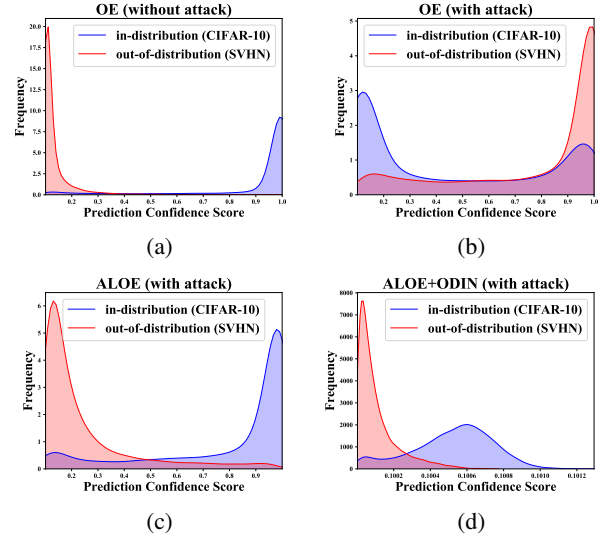 OE (without attack)
in-distribution (CIFAR-10)
out-of-distribution (SVHN)
Frequency
20.0
17.5
15.0
12.5
10.0
7.5
5.0
2.5
0.0
0.2 0.3 0.4 0.5 0.6 0.7 0.8 0.9 1.0
Prediction Confidence Score
(a)
OE (with attack)
in-distribution (CIFAR-10)
out-of-distribution (SVHN)
Frequency
5
4
3
2
1
0
0.2 0.3 0.4 0.5 0.6 0.7 0.8 0.9 1.0
Prediction Confidence Score
(b)
ALOE (with attack)
in-distribution (CIFAR-10)
out-of-distribution (SVHN)
Frequency
6
5
4
3
2
1
0
0.2 0.3 0.4 0.5 0.6 0.7 0.8 0.9
Prediction Confidence Score
(c)
ALOE+ODIN (with attack)
in-distribution (CIFAR-10)
out-of-distribution (SVHN)
Frequency
8000
7000
6000
5000
4000
3000
2000
1000
0
0.1002 0.1004 0.1006 0.1008 0.1010 0.1012
Prediction Confidence Score
(d)